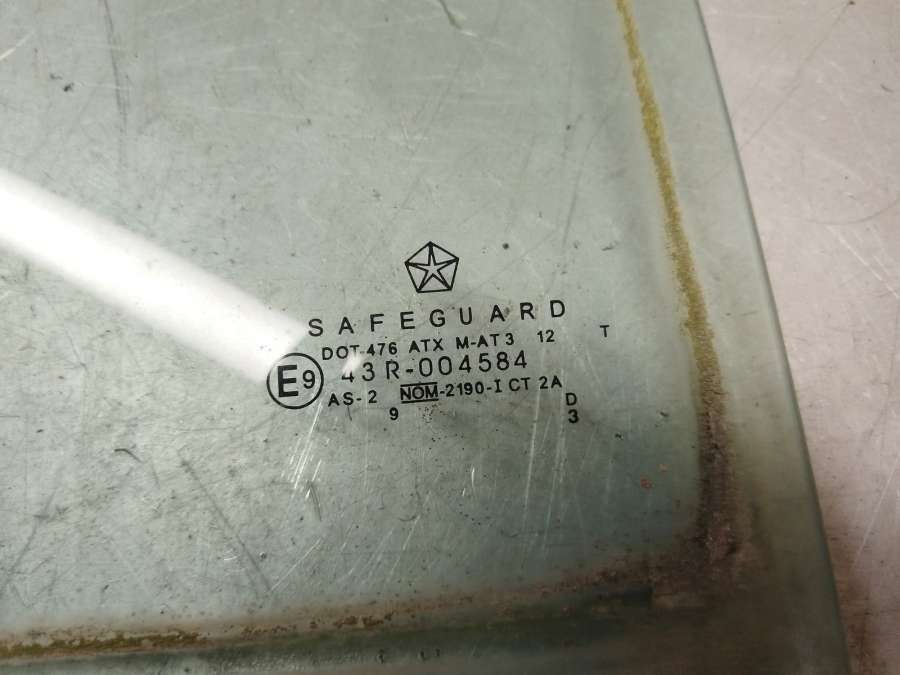 SAFEGUARD
DOT-476 ATX M-AT3 12 T
E9 43R-004584
AS-2 NOM-2190-I CT 2A D
9 3